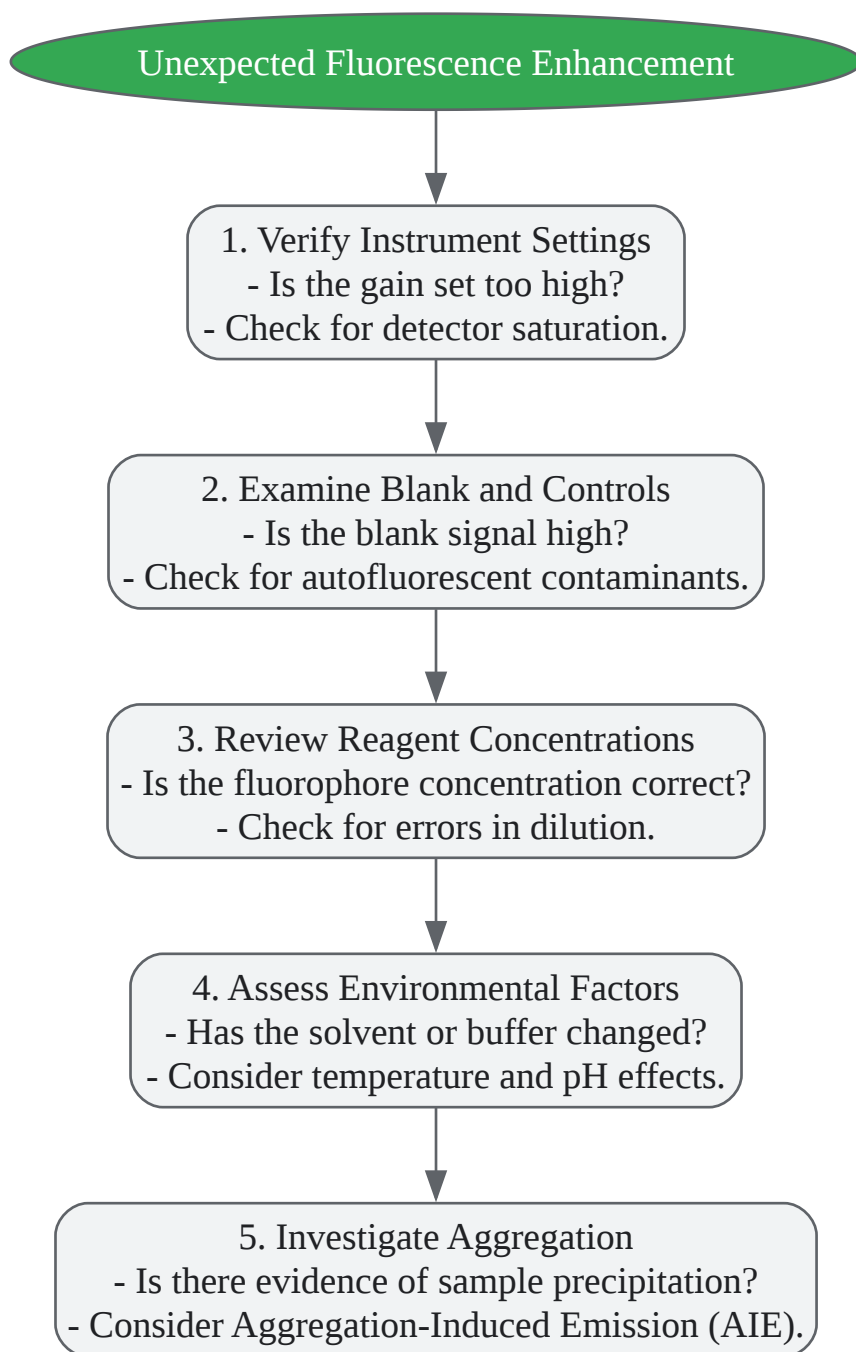 Unexpected Fluorescence Enhancement
1. Verify Instrument Settings
- Is the gain set too high?
- Check for detector saturation.
2. Examine Blank and Controls
- Is the blank signal high?
- Check for autofluorescent contaminants.
3. Review Reagent Concentrations
- Is the fluorophore concentration correct?
- Check for errors in dilution.
4. Assess Environmental Factors
- Has the solvent or buffer changed?
- Consider temperature and pH effects.
5. Investigate Aggregation
- Is there evidence of sample precipitation?
- Consider Aggregation-Induced Emission (AIE).